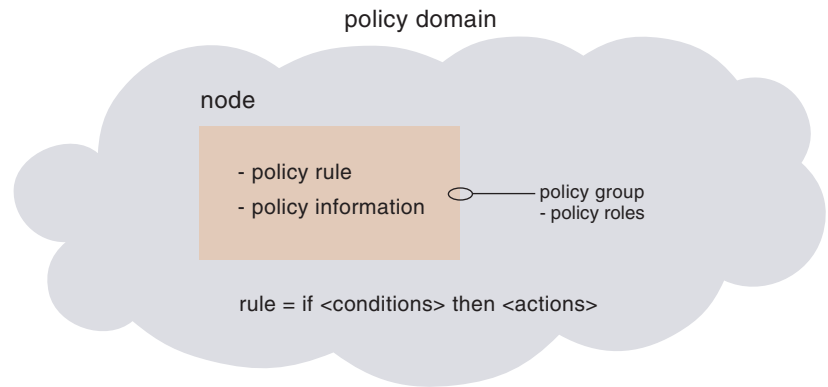 policy domain
node
- policy rule
- policy information
policy group
- policy roles
rule = if <conditions> then <actions>